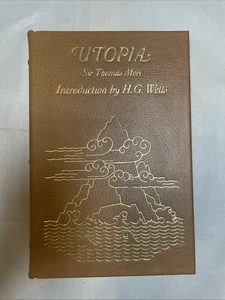 UTOPIA
Sir Thomas More
Introduction by H. G. Wells